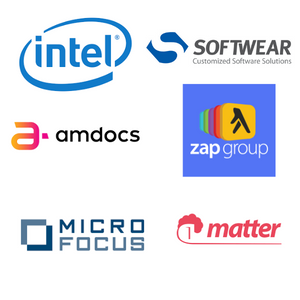 intel®
SOFTWEAR
Customized Software Solutions
amdocs
zap group
MICRO
FOCUS
matter